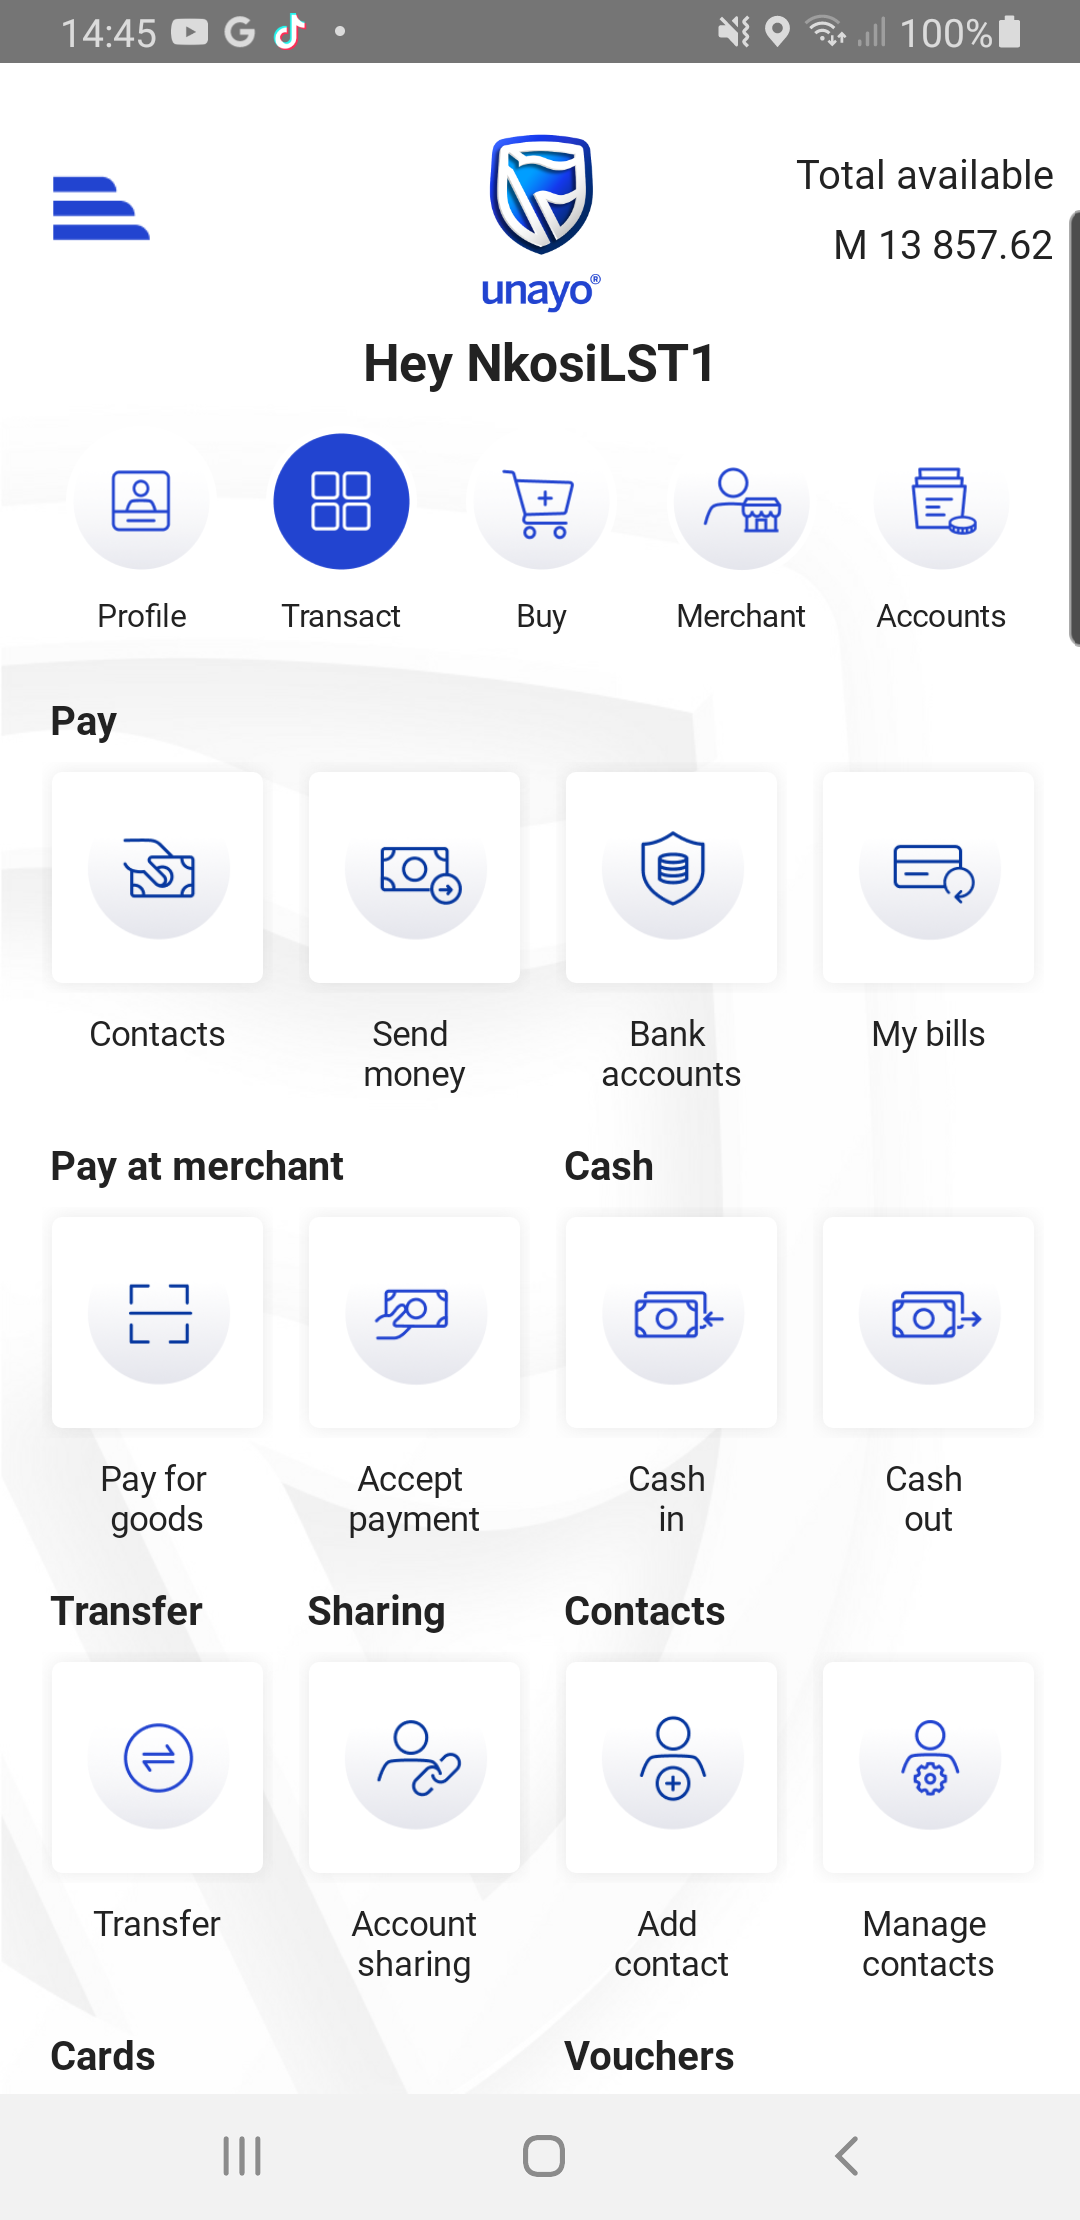 14:45
100%
Total available
M 13 857.62
unayo®
Hey NkosiLST1
Profile
Transact
Buy
Merchant
Accounts
Pay
Contacts
Send
money
Bank
accounts
My bills
Pay at merchant
Cash
Pay for
goods
Accept
payment
Cash
in
Cash
out
Transfer
Sharing
Contacts
Transfer
Account
sharing
Add
contact
Manage
contacts
Cards
Vouchers